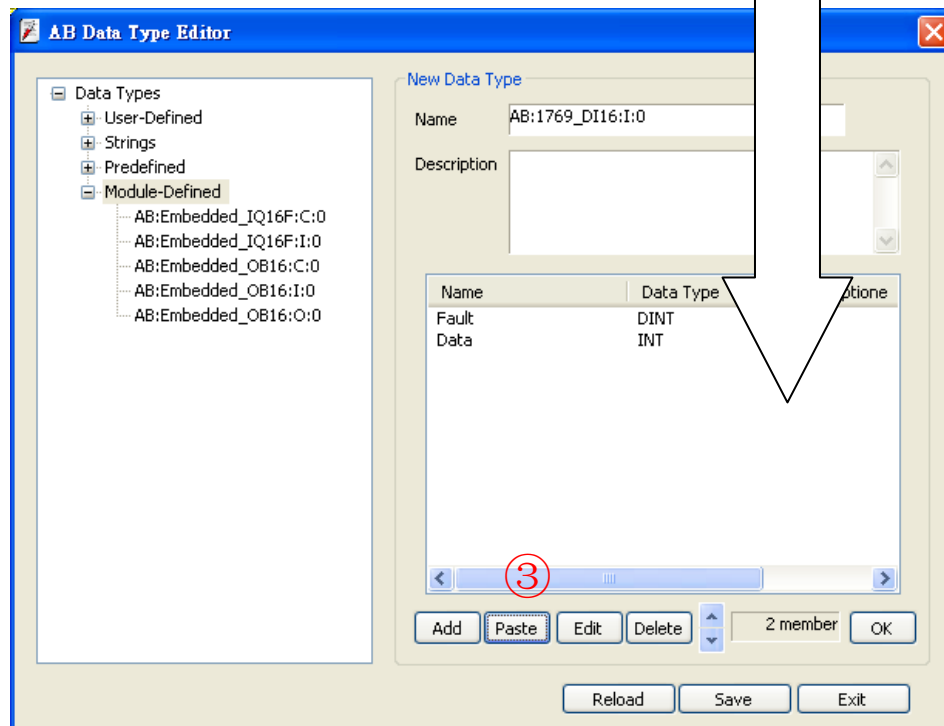 AB Data Type Editor
Data Types
User-Defined
Strings
Predefined
Module-Defined
AB:Embedded_IQ16F:C:0
AB:Embedded_IQ16F:I:0
AB:Embedded_OB16:C:0
AB:Embedded_OB16:I:0
AB:Embedded_OB16:O:0
New Data Type
Name AB:1769_DI16:I:0
Description
Name Data Type ptione
Fault DINT
Data INT
③
Add Paste Edit Delete 2 member OK
Reload Save Exit